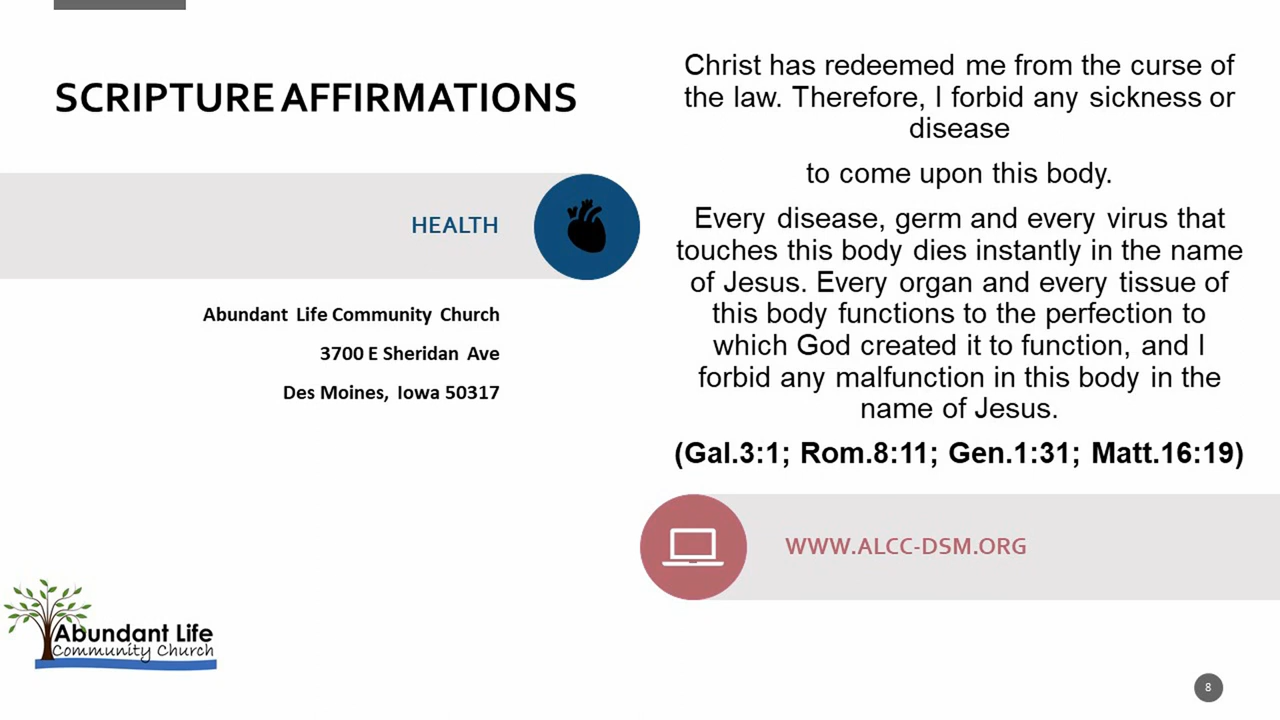 SCRIPTURE AFFIRMATIONS
HEALTH
Abundant Life Community Church
3700 E Sheridan Ave
Des Moines, Iowa 50317
Christ has redeemed me from the curse of
the law. Therefore, I forbid any sickness or
disease
to come upon this body.
Every disease, germ and every virus that
touches this body dies instantly in the name
of Jesus. Every organ and every tissue of
this body functions to the perfection to
which God created it to function, and I
forbid any malfunction in this body in the
name of Jesus.
(Gal.3:1; Rom.8:11; Gen.1:31; Matt.16:19)
WWW.ALCC-DSM.ORG
Abundant Life
Community Church
8